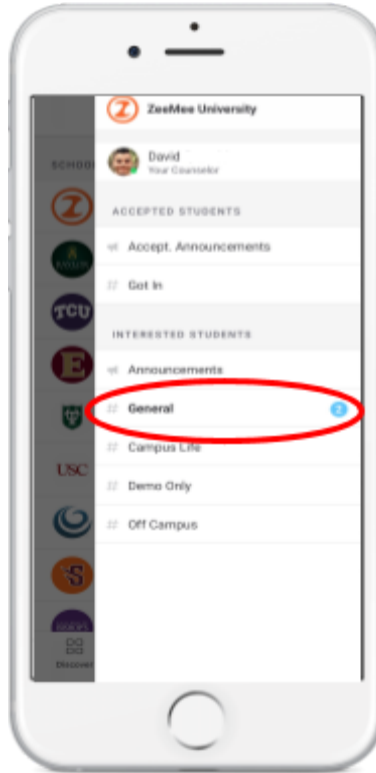 ZeeMee University
David
Your Counselor
SCHOO
ACCEPTED STUDENTS
Accept. Announcements
# Got In
INTERESTED STUDENTS
Announcements
# General 2
# Campus Life
# Demo Only
# Off Campus
TCU
E
USC
S
Discover